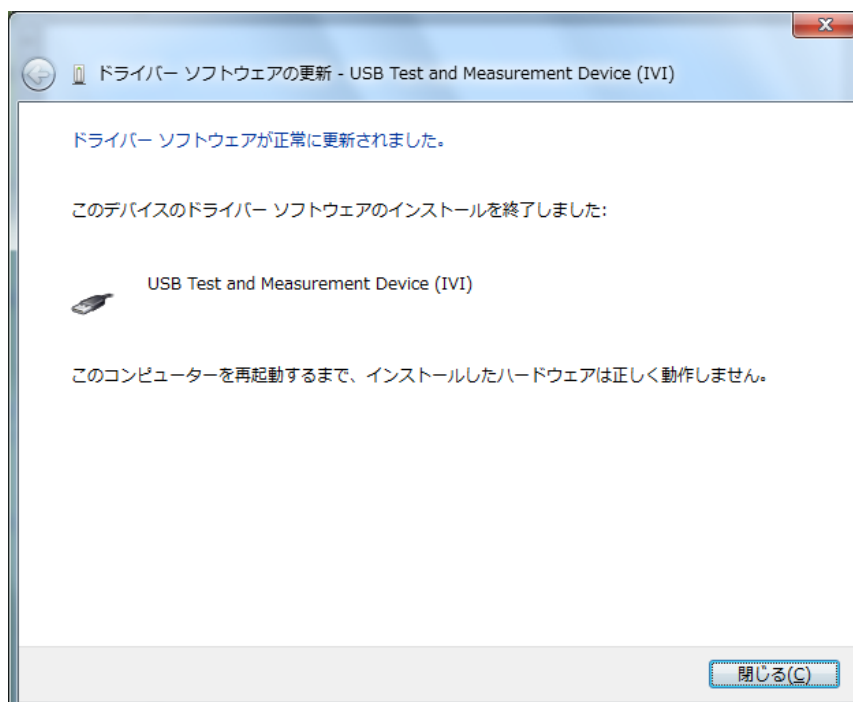 ドライバー ソフトウェアの更新 - USB Test and Measurement Device (IVI)
ドライバー ソフトウェアが正常に更新されました。
このデバイスのドライバー ソフトウェアのインストールを終了しました:
USB Test and Measurement Device (IVI)
このコンピューターを再起動するまで、インストールしたハードウェアは正しく動作しません。
閉じる(C)